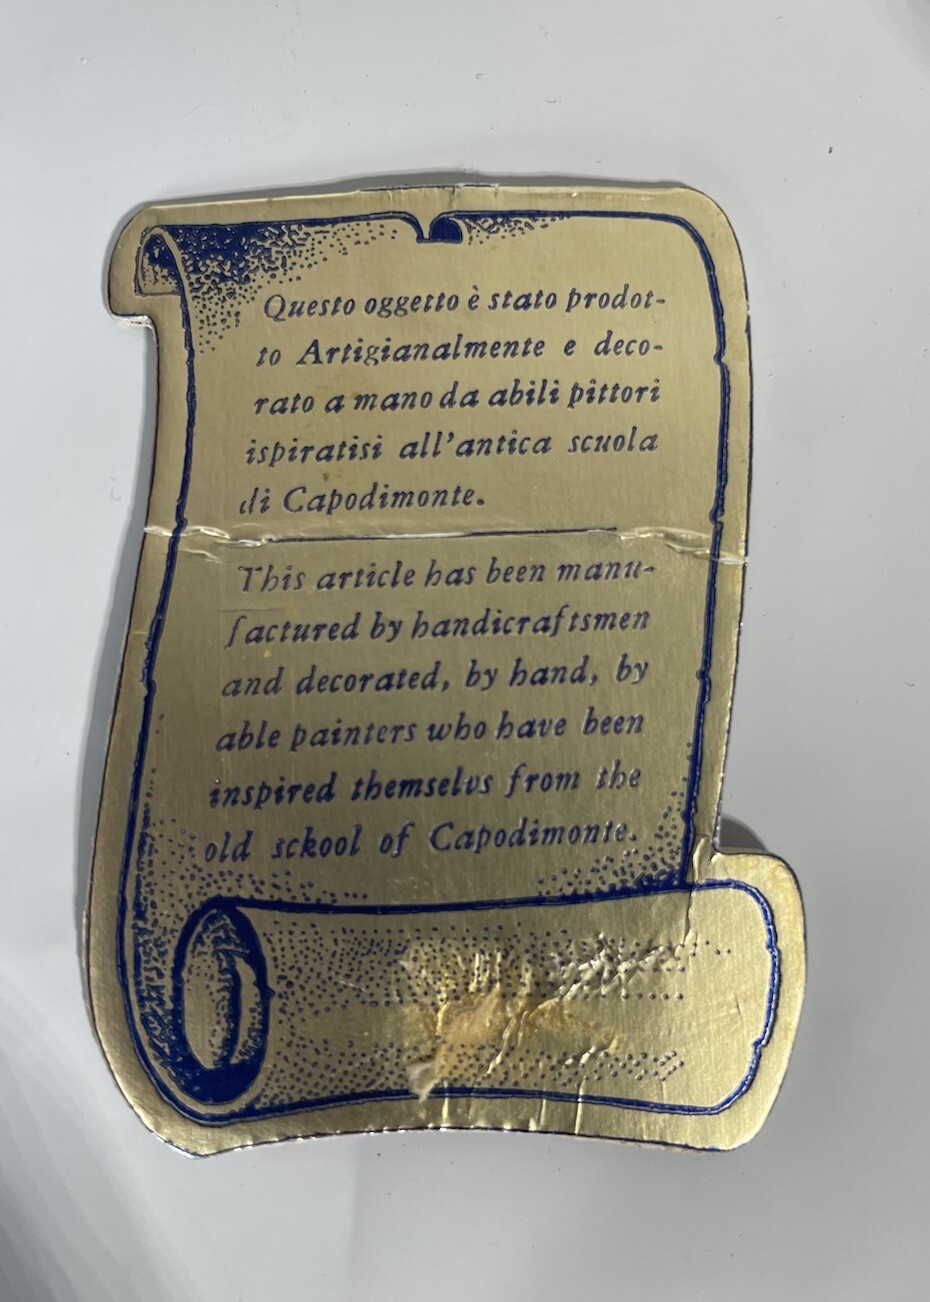 Questo oggetto è stato prodot-
to Artigianalmente e deco-
rato a mano da abili pittori
ispiratisi all'antica scuola
di Capodimonte.
This article has been manu-
factured by handicraftsmen
and decorated, by hand, by
able painters who have been
inspired themselvs from the
old sckool of Capodimonte.